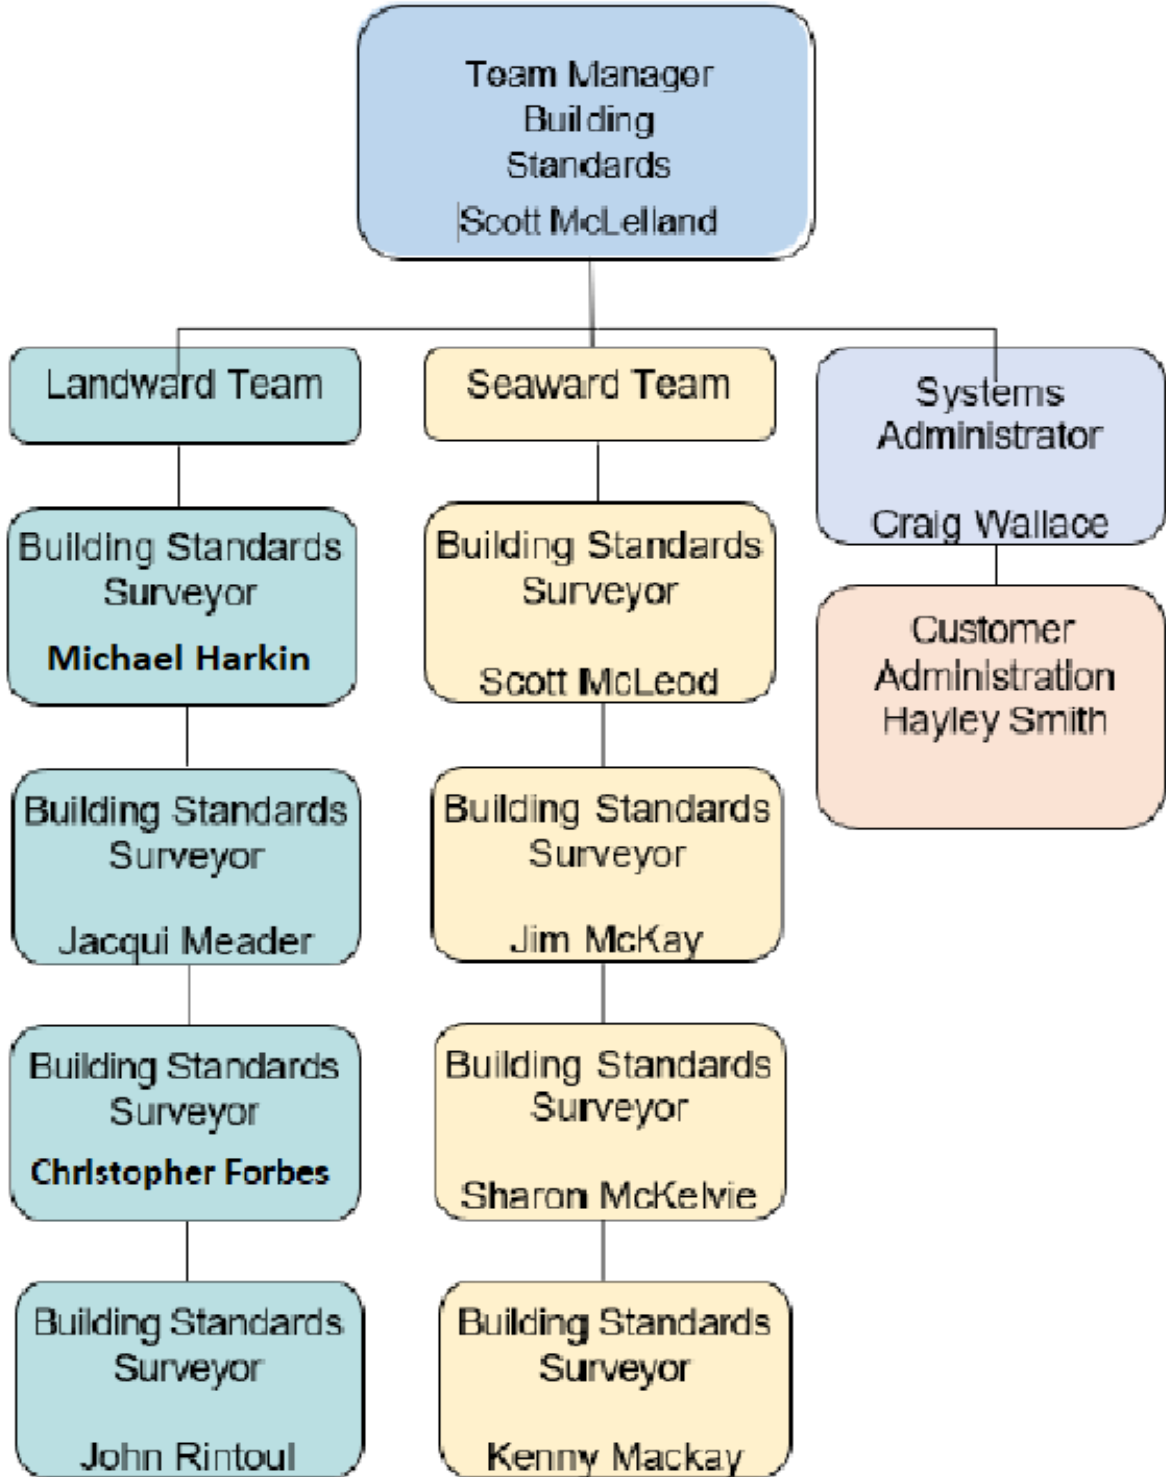 Team Manager
Building
Standards
Scott McLelland
Landward Team
Building Standards
Surveyor
Michael Harkin
Building Standards
Surveyor
Jacqui Meader
Building Standards
Surveyor
Christopher Forbes
Building Standards
Surveyor
John Rintoul
Seaward Team
Building Standards
Surveyor
Scott McLeod
Building Standards
Surveyor
Jim McKay
Building Standards
Surveyor
Sharon McKelvie
Building Standards
Surveyor
Kenny Mackay
Systems
Administrator
Craig Wallace
Customer
Administration
Hayley Smith